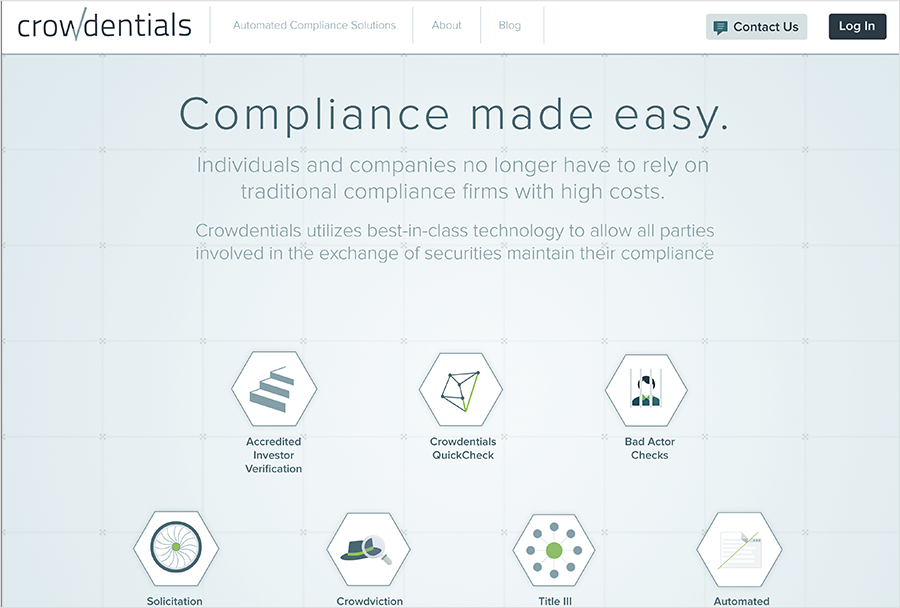 crowdentials
Automated Compliance Solutions
About
Blog
Contact Us
Log In
Compliance made easy.
Individuals and companies no longer have to rely on
traditional compliance firms with high costs.
Crowdentials utilizes best-in-class technology to allow all parties
involved in the exchange of securities maintain their compliance
Accredited
Investor
Verification
Crowdentials
QuickCheck
Bad Actor
Checks
Solicitation
Crowdviction
Title III
Automated